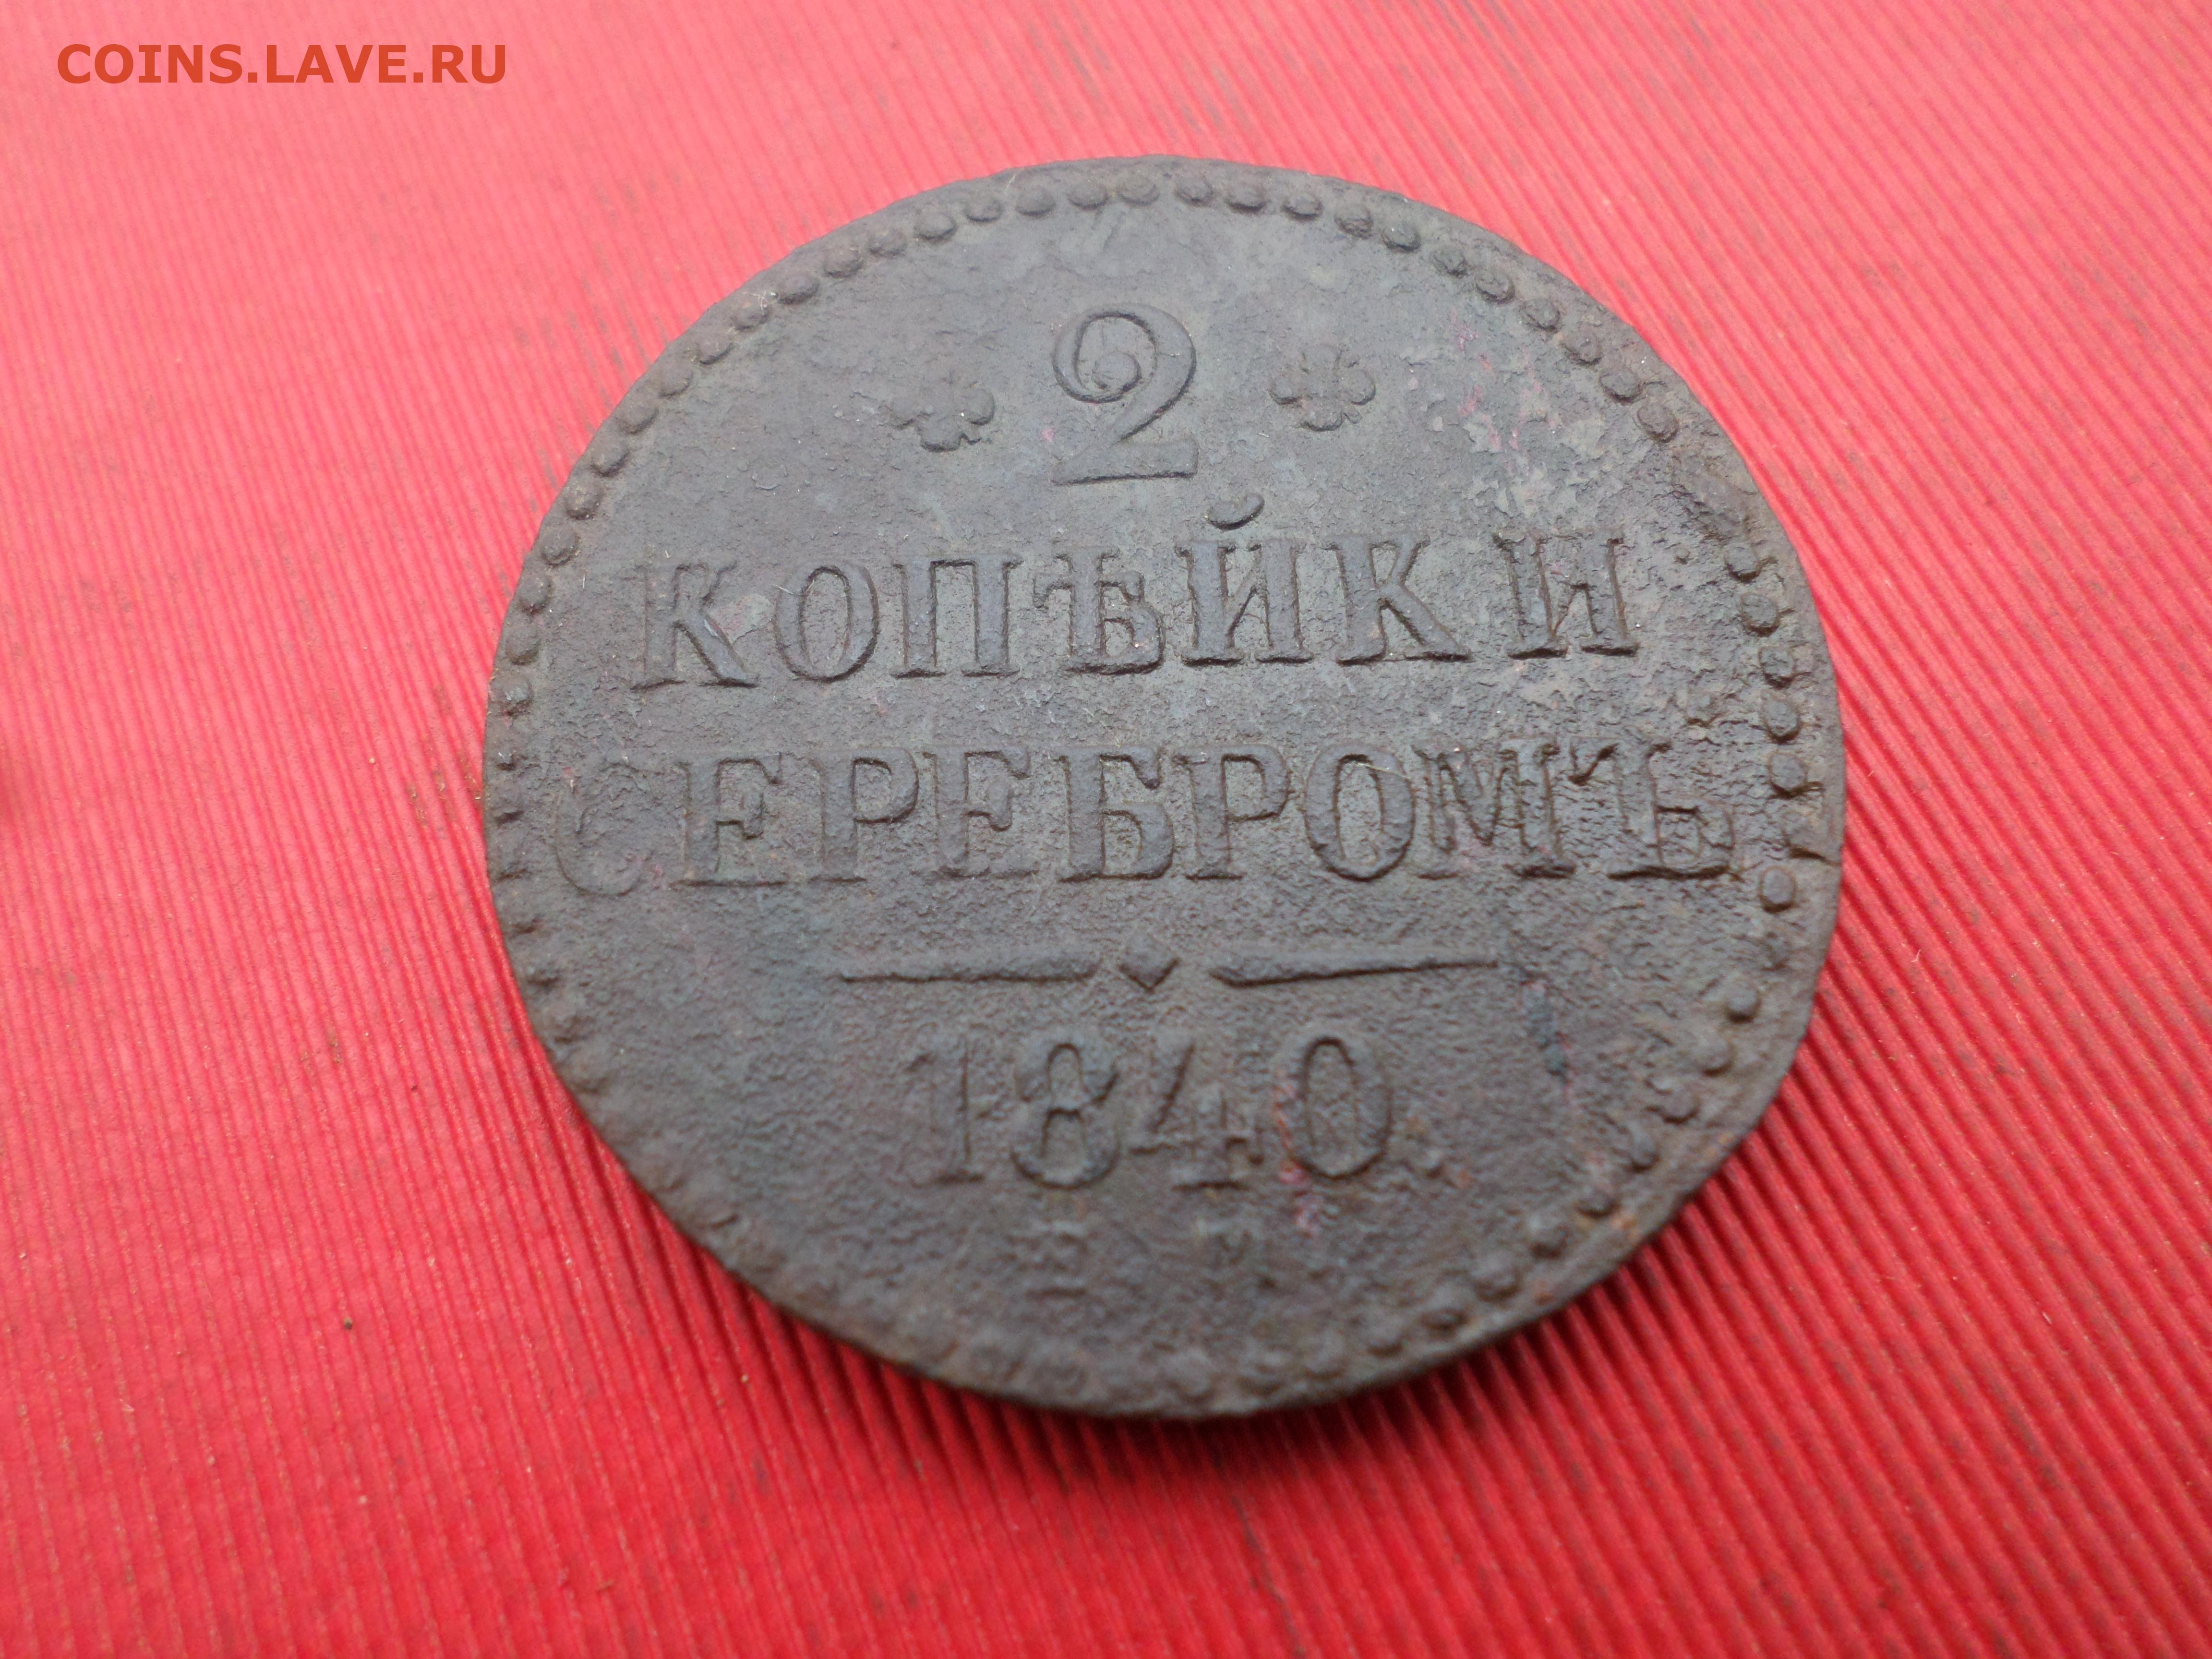 COINS.LAVE.RU
2
КОПѢЙКИ
СЕРЕБРОМЪ
1840.